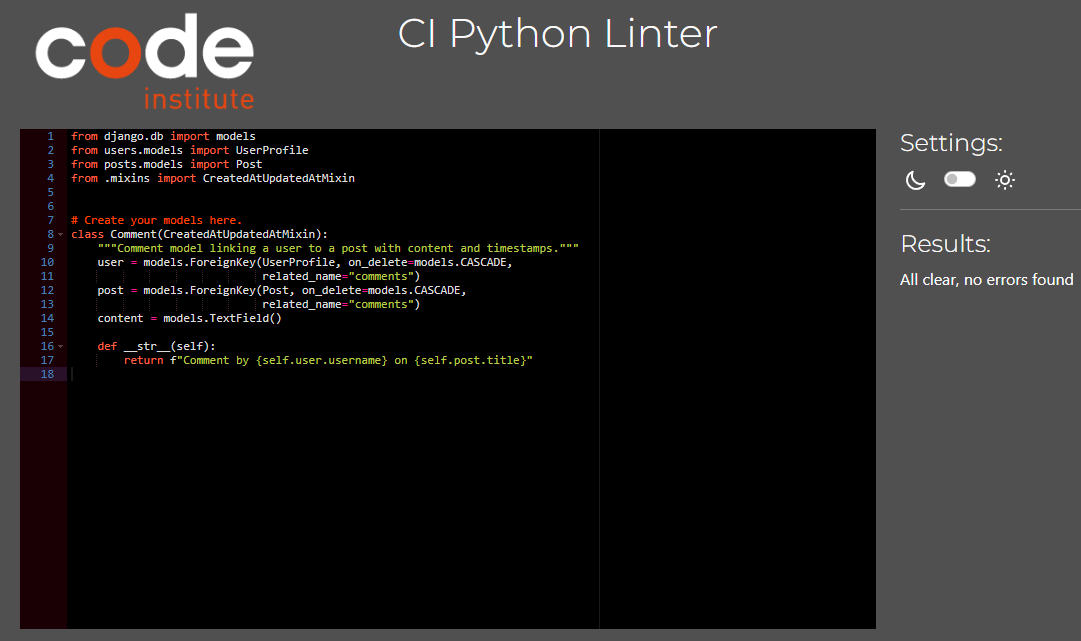 code
institute
CI Python Linter
1 from django.db import models
2 from users.models import UserProfile
3 from posts.models import Post
4 from .mixins import CreatedAtUpdatedAtMixin
5
6
7 # Create your models here.
8 class Comment(CreatedAtUpdatedAtMixin):
9     """Comment model linking a user to a post with content and timestamps."""
10     user = models.ForeignKey(UserProfile, on_delete=models.CASCADE,
11                              related_name="comments")
12     post = models.ForeignKey(Post, on_delete=models.CASCADE,
13                              related_name="comments")
14     content = models.TextField()
15
16     def __str__(self):
17         return f"Comment by {self.user.username} on {self.post.title}"
18
Settings:
Results:
All clear, no errors found